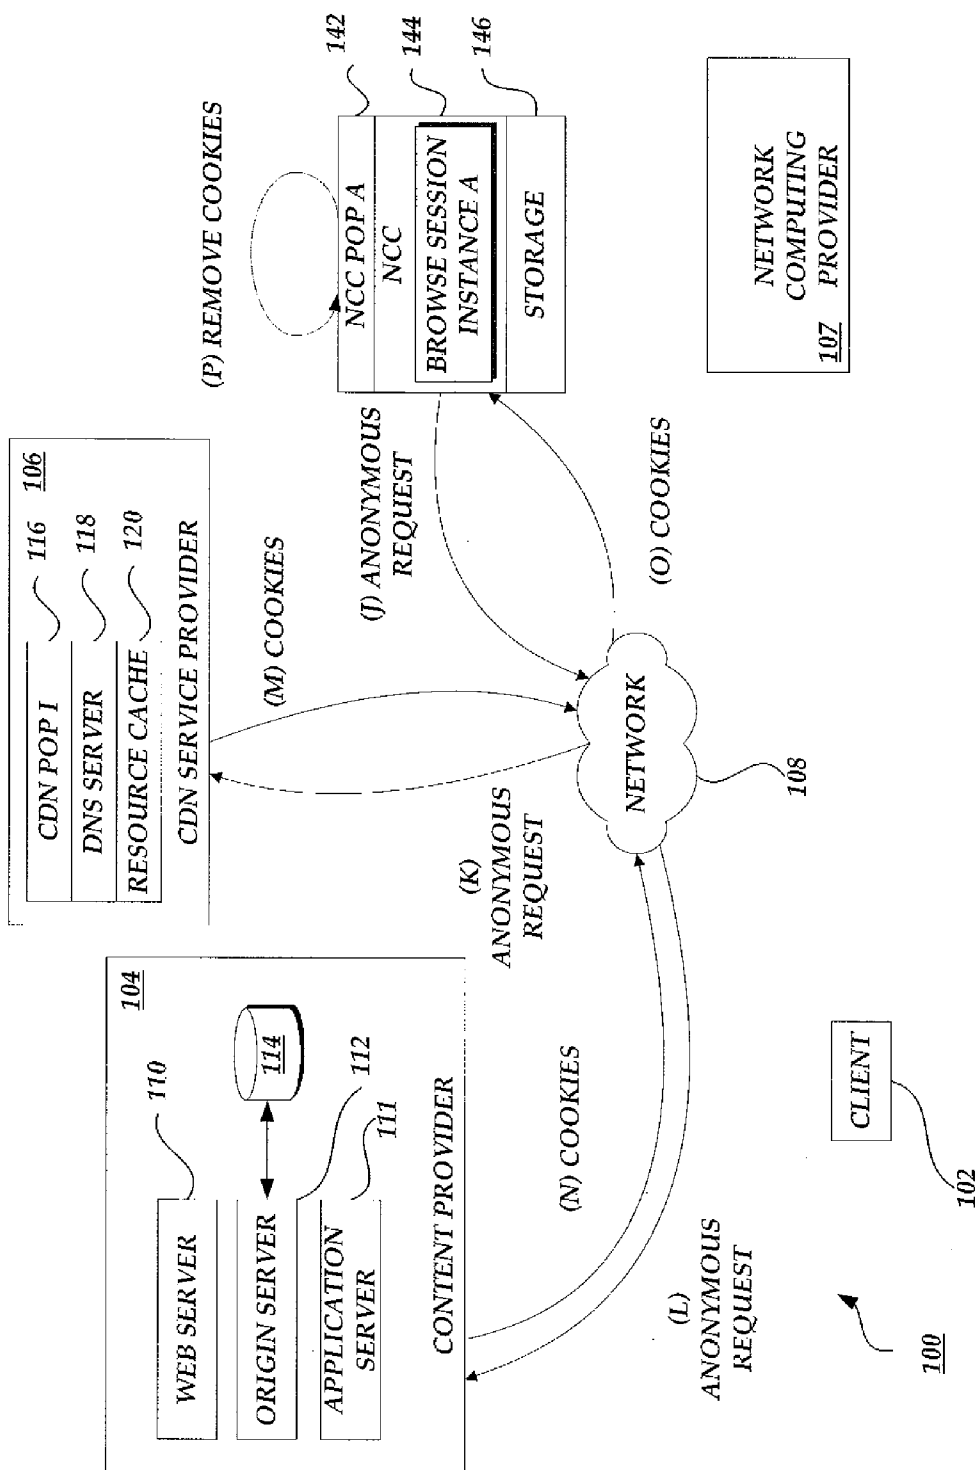 104
WEB SERVER
110
ORIGIN SERVER
114
112
APPLICATION
SERVER
111
CONTENT PROVIDER
106
CDN POP 1
116
DNS SERVER
118
RESOURCE CACHE
120
CDN SERVICE PROVIDER
(P) REMOVE COOKIES
NCC POP A
142
NCC
144
BROWSE SESSION
INSTANCE A
STORAGE
146
(M) COOKIES
(J) ANONYMOUS
REQUEST
(K)
ANONYMOUS
REQUEST
(N) COOKIES
(O) COOKIES
NETWORK
108
(L)
ANONYMOUS
REQUEST
CLIENT
102
100
NETWORK
COMPUTING
PROVIDER
107